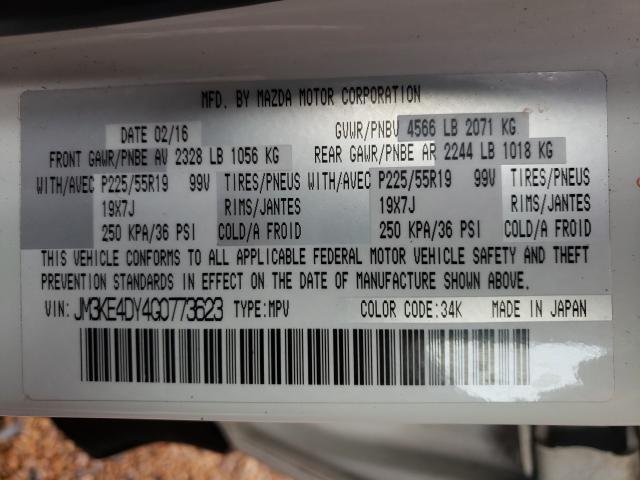 MFD. BY MAZDA MOTOR CORPORATION
DATE 02/16 GVWR/PNBV 4566 LB 2071 KG
FRONT GAWR/PNBE AV 2328 LB 1056 KG REAR GAWR/PNBE AR 2244 LB 1018 KG
WITH/AVEC P225/55R19 99V TIRES/PNEUS WITH/AVEC P225/55R19 99V TIRES/PNEUS
19X7J RIMS/JANTES 19X7J RIMS/JANTES
250 KPA/36 PSI COLD/A FROID 250 KPA/36 PSI COLD/A FROID
THIS VEHICLE CONFORMS TO ALL APPLICABLE FEDERAL MOTOR VEHICLE SAFETY AND THEFT
PREVENTION STANDARDS IN EFFECT ON THE DATE OF MANUFACTURE SHOWN ABOVE.
VIN: JM3KE4DY4G0773623 TYPE:MPV COLOR CODE:34K MADE IN JAPAN